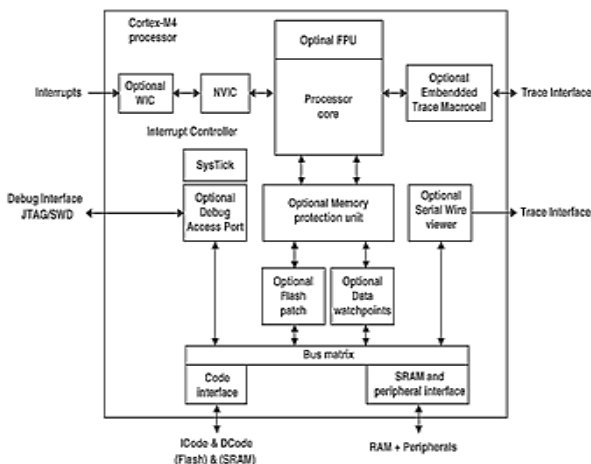 Cortex-M4
processor
Optinal FPU
Processor
core
Interrupts
Optional
WIC
NVIC
Optional
Embendded
Trace Macrocell
Trace Interface
Interrupt Controller
SysTick
Debug Interface
JTAG/SWD
Optional
Debug
Access Port
Optional Memory
protection unit
Optional
Serial Wire
viewer
Trace Interface
Optional
Flash
patch
Optional Data
watchpoints
Bus matrix
Code
interface
SRAM and
peripheral interface
ICode & DCode
(Flash) & (SRAM)
RAM + Peripherals